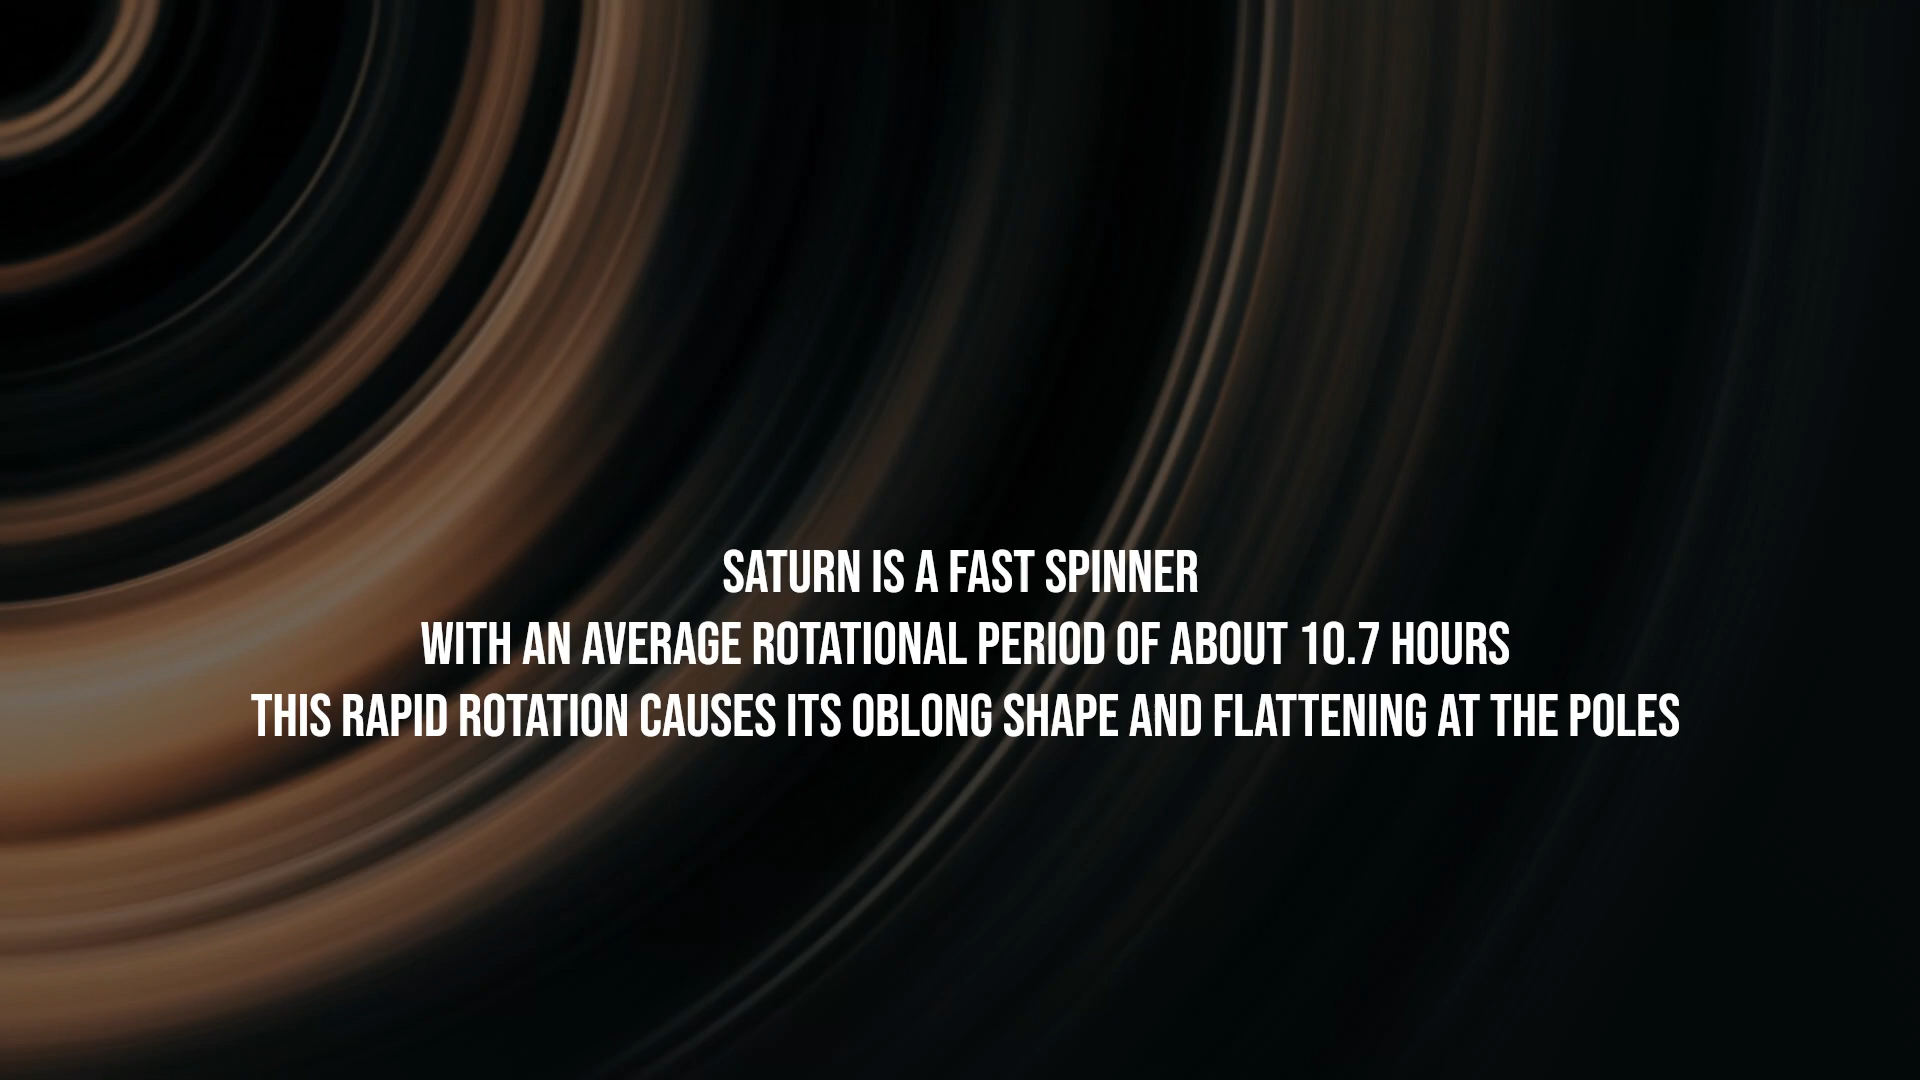 SATURN IS A FAST SPINNER
WITH AN AVERAGE ROTATIONAL PERIOD OF ABOUT 10.7 HOURS
THIS RAPID ROTATION CAUSES ITS OBLONG SHAPE AND FLATTENING AT THE POLES